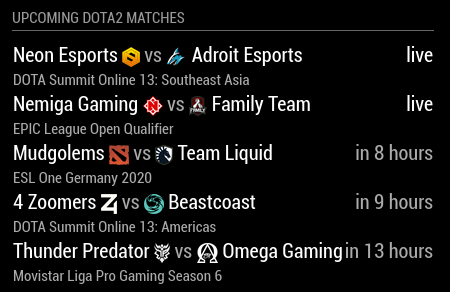 UPCOMING DOTA2 MATCHES
Neon Esports vs Adroit Esports live
DOTA Summit Online 13: Southeast Asia
Nemiga Gaming vs Family Team live
EPIC League Open Qualifier
Mudgolems vs Team Liquid in 8 hours
ESL One Germany 2020
4 Zoomers vs Beastcoast in 9 hours
DOTA Summit Online 13: Americas
Thunder Predator vs Omega Gaming in 13 hours
Movistar Liga Pro Gaming Season 6